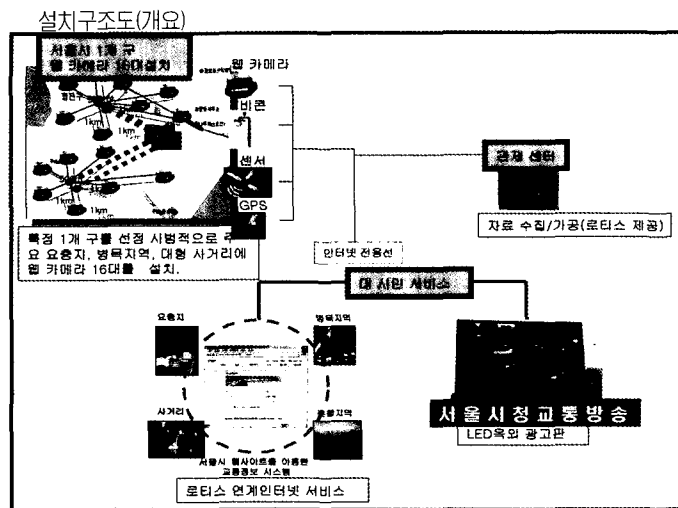 설치구조도(개요)
서울시 1개 구
웹 카메라 16대설치
웹 카메라
비콘
1km
1km
센서
1km
1km
GPS
관제 센터
자료 수집/가공(로티스 제공)
특정 1개 구를 선정 시범적으로 주
요 요충지, 병목지역, 대형 사거리에
웹 카메라 16대를 설치.
인터넷 전용선
대 시민 서비스
요충지
병목지역
사거리
서울시 웹사이트를 이용한
교통정보 시스템
서울시청교통방송
LED옥외 광고판
로티스 연계인터넷 서비스